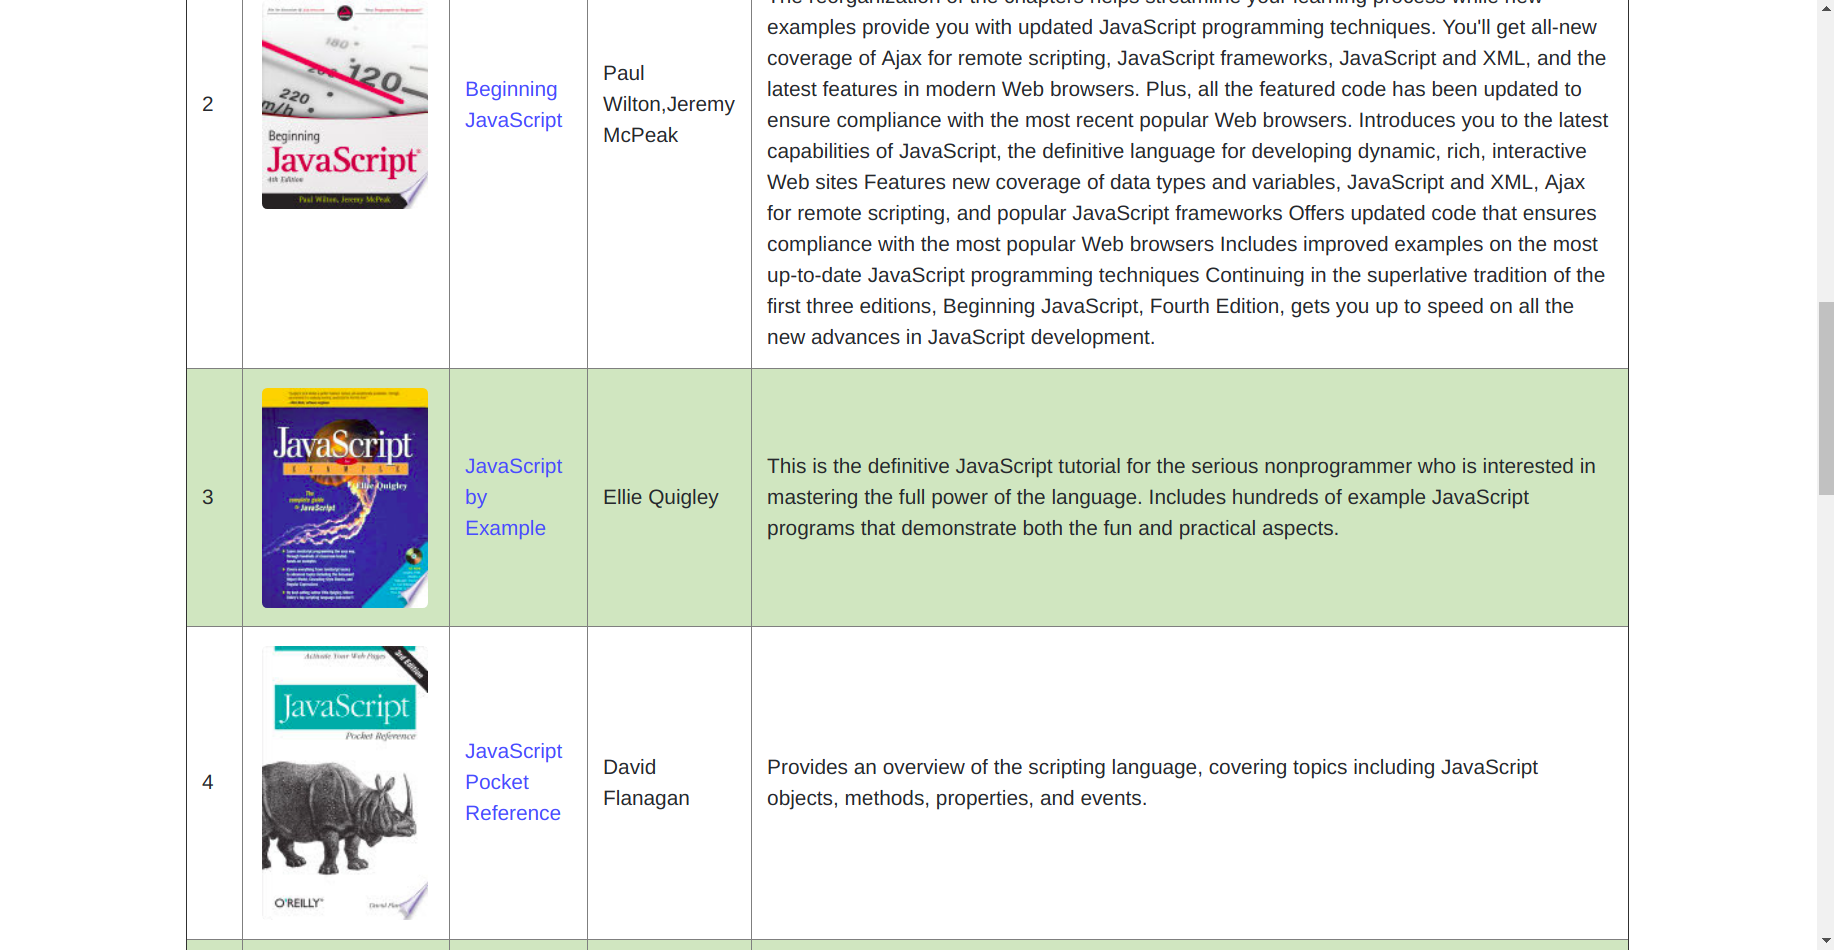 examples provide you with updated JavaScript programming techniques. You'll get all-new
coverage of Ajax for remote scripting, JavaScript frameworks, JavaScript and XML, and the
latest features in modern Web browsers. Plus, all the featured code has been updated to
ensure compliance with the most recent popular Web browsers. Introduces you to the latest
capabilities of JavaScript, the definitive language for developing dynamic, rich, interactive
Web sites Features new coverage of data types and variables, JavaScript and XML, Ajax
for remote scripting, and popular JavaScript frameworks Offers updated code that ensures
compliance with the most popular Web browsers Includes improved examples on the most
up-to-date JavaScript programming techniques Continuing in the superlative tradition of the
first three editions, Beginning JavaScript, Fourth Edition, gets you up to speed on all the
new advances in JavaScript development.
2
180
120
220
m/h
Beginning
JavaScript
4th Edition
Paul Wilton, Jeremy McPeak
Beginning
JavaScript
Paul
Wilton,Jeremy
McPeak
3
JavaScript
EXAMPLE
Ellie Quigley
The
complete guide
to JavaScript
JavaScript
by
Example
Ellie Quigley
This is the definitive JavaScript tutorial for the serious nonprogrammer who is interested in
mastering the full power of the language. Includes hundreds of example JavaScript
programs that demonstrate both the fun and practical aspects.
4
Activate Your Web Pages
3rd Edition
JavaScript
Pocket Reference
O'REILLY
David
JavaScript
Pocket
Reference
David
Flanagan
Provides an overview of the scripting language, covering topics including JavaScript
objects, methods, properties, and events.